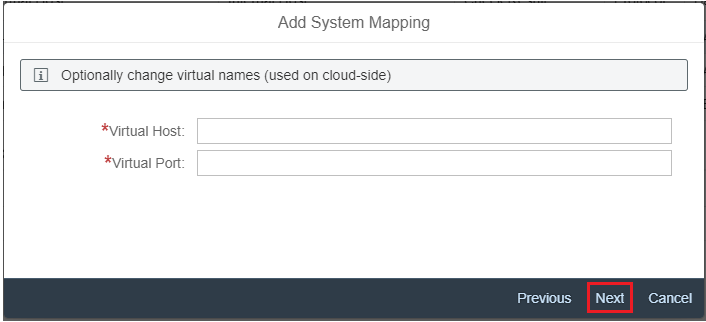 Add System Mapping
Optionally change virtual names (used on cloud-side)
*Virtual Host:
*Virtual Port:
Previous Next Cancel